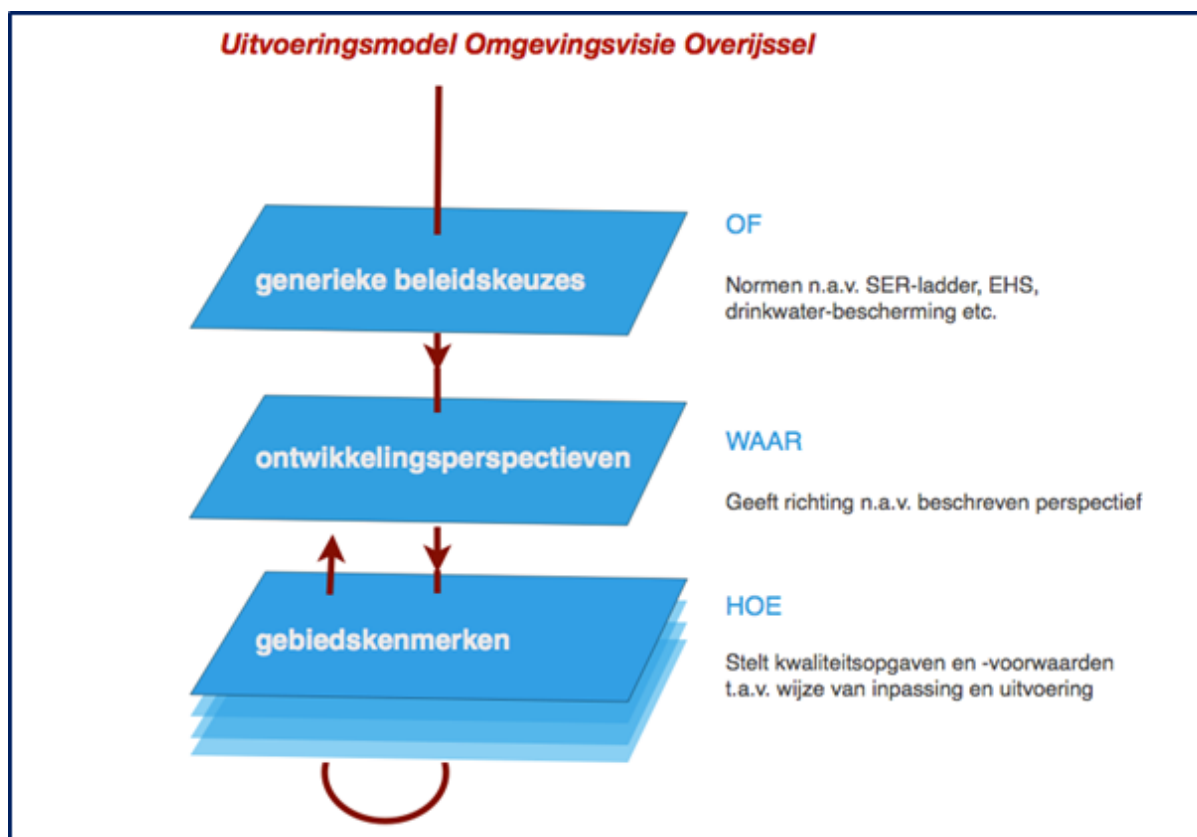 Uitvoeringsmodel Omgevingsvisie Overijssel
generieke beleidskeuzes
OF
Normen n.a.v. SER-ladder, EHS,
drinkwater-bescherming etc.
ontwikkelingsperspectieven
WAAR
Geeft richting n.a.v. beschreven perspectief
gebiedskenmerken
HOE
Stelt kwaliteitsopgaven en -voorwaarden
t.a.v. wijze van inpassing en uitvoering